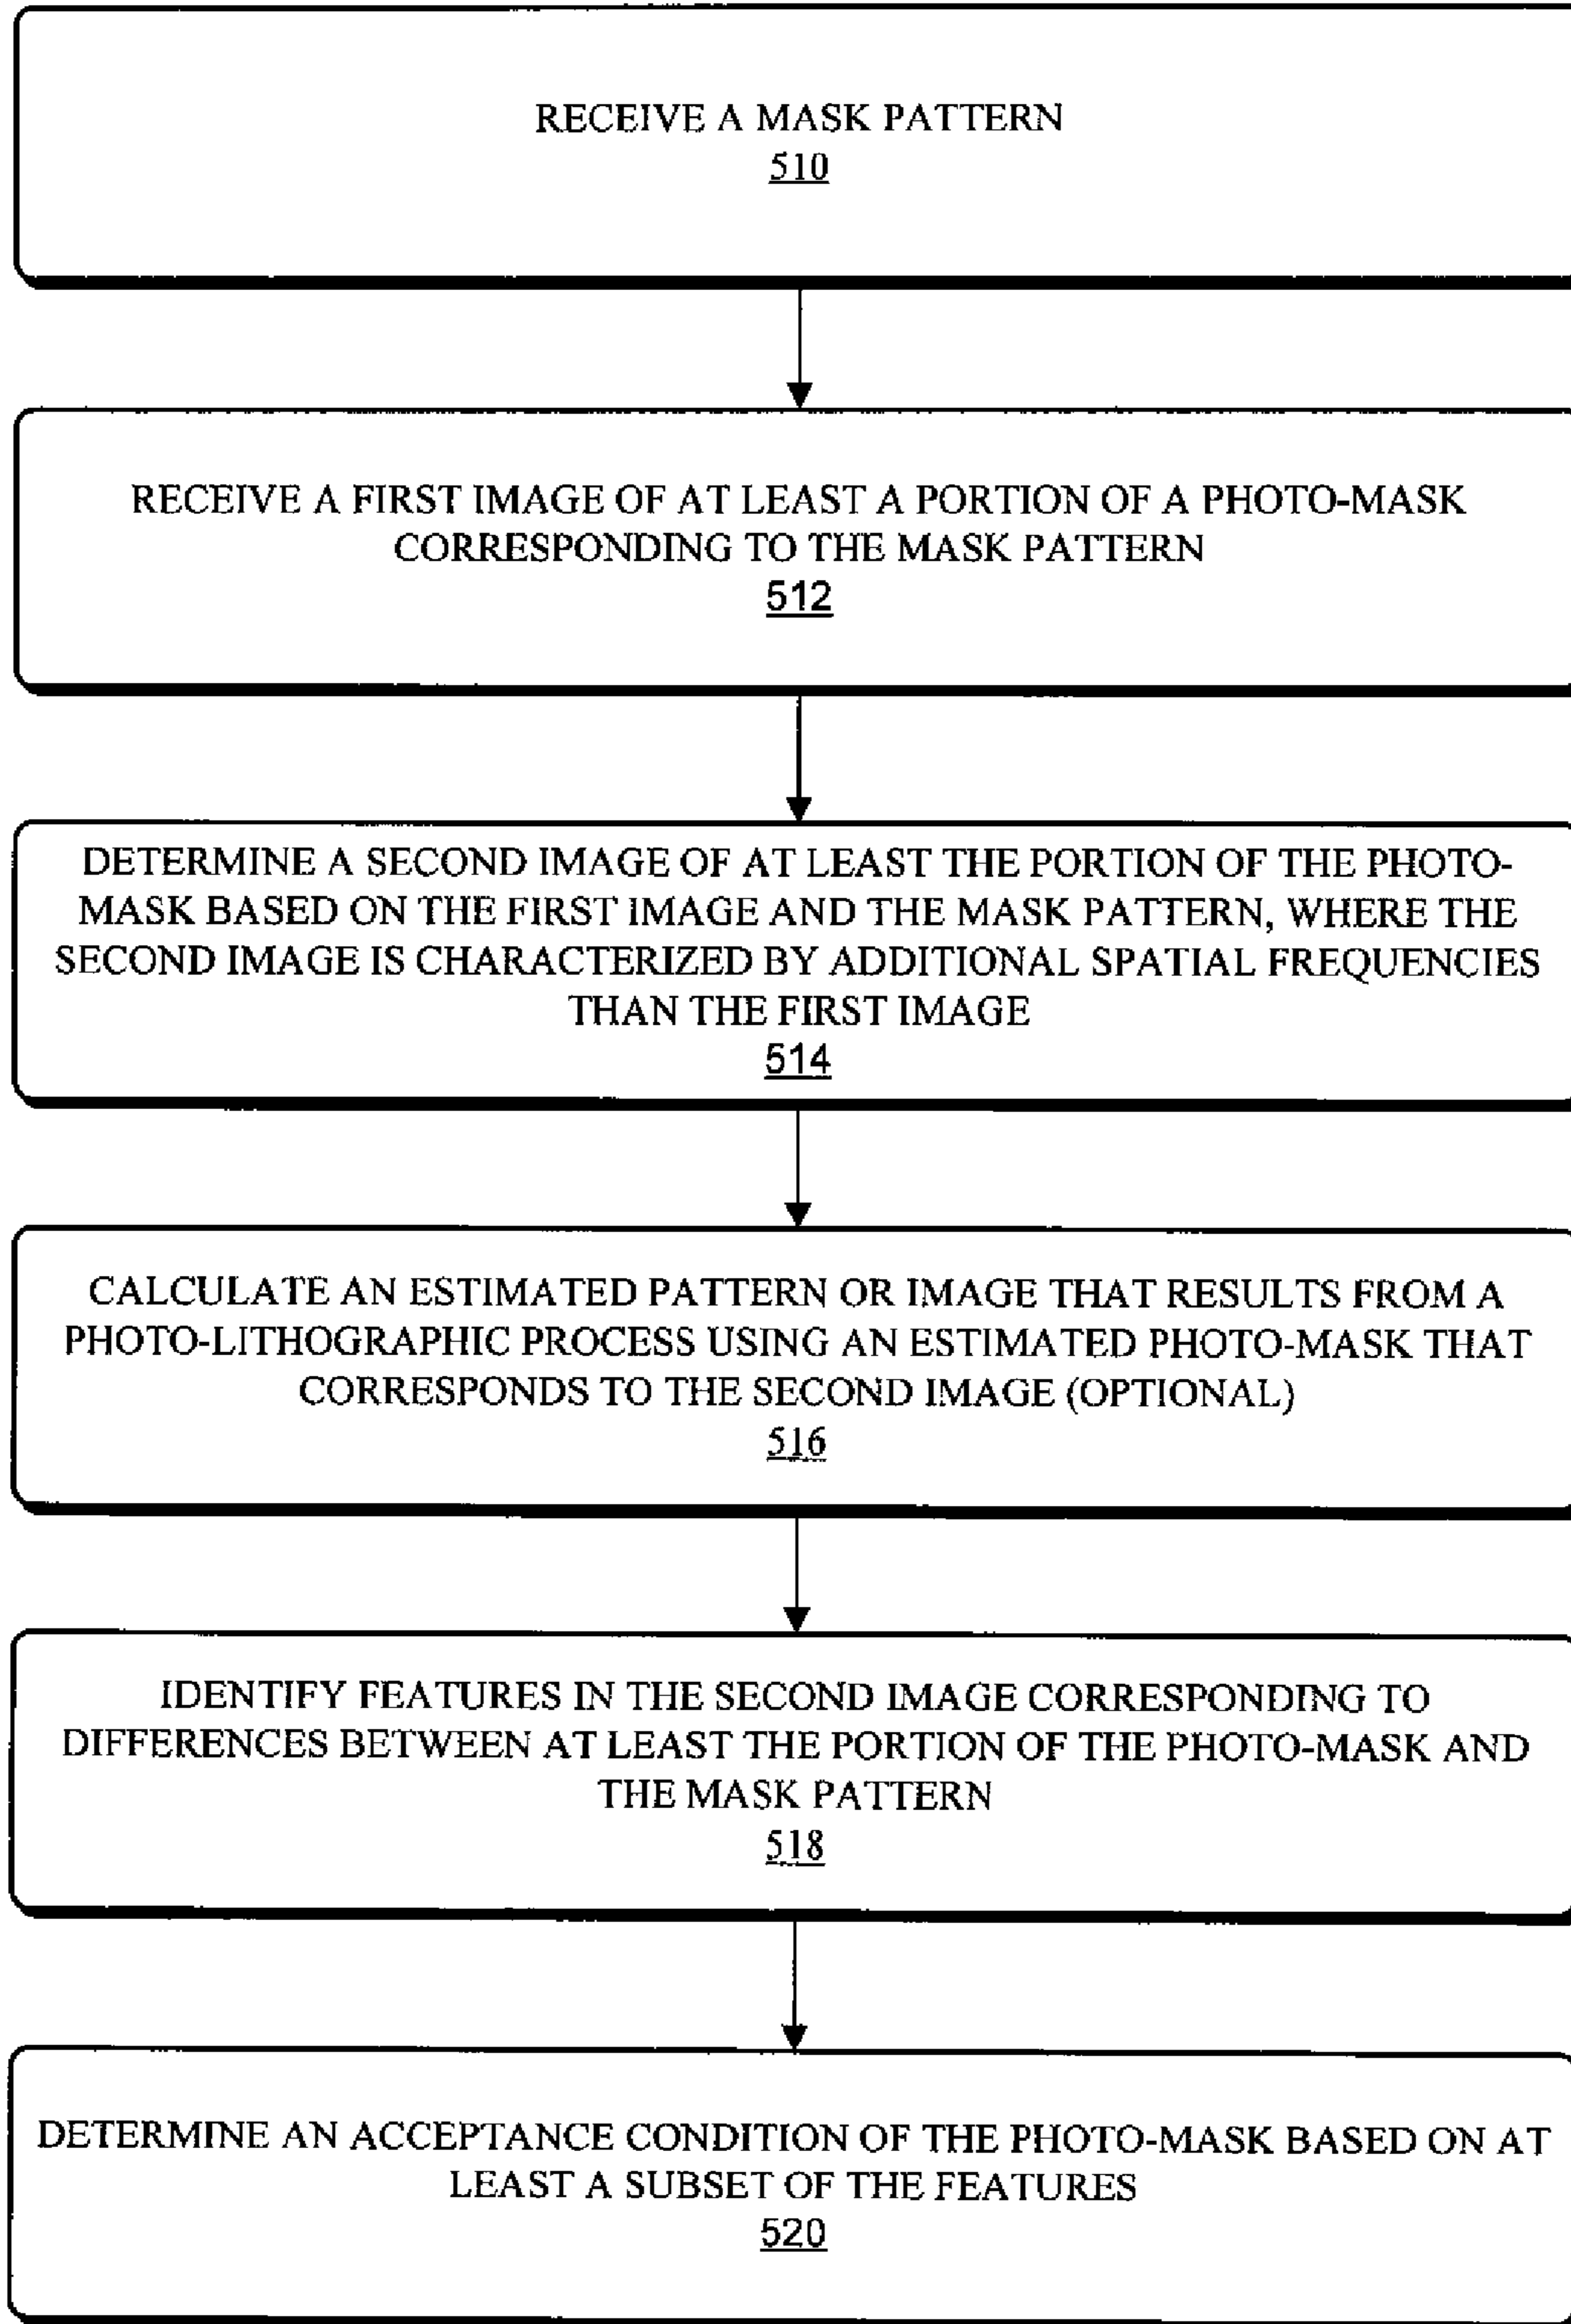 RECEIVE A MASK PATTERN
510
RECEIVE A FIRST IMAGE OF AT LEAST A PORTION OF A PHOTO-MASK
CORRESPONDING TO THE MASK PATTERN
512
DETERMINE A SECOND IMAGE OF AT LEAST THE PORTION OF THE PHOTO-
MASK BASED ON THE FIRST IMAGE AND THE MASK PATTERN, WHERE THE
SECOND IMAGE IS CHARACTERIZED BY ADDITIONAL SPATIAL FREQUENCIES
THAN THE FIRST IMAGE
514
CALCULATE AN ESTIMATED PATTERN OR IMAGE THAT RESULTS FROM A
PHOTO-LITHOGRAPHIC PROCESS USING AN ESTIMATED PHOTO-MASK THAT
CORRESPONDS TO THE SECOND IMAGE (OPTIONAL)
516
IDENTIFY FEATURES IN THE SECOND IMAGE CORRESPONDING TO
DIFFERENCES BETWEEN AT LEAST THE PORTION OF THE PHOTO-MASK AND
THE MASK PATTERN
518
DETERMINE AN ACCEPTANCE CONDITION OF THE PHOTO-MASK BASED ON AT
LEAST A SUBSET OF THE FEATURES
520